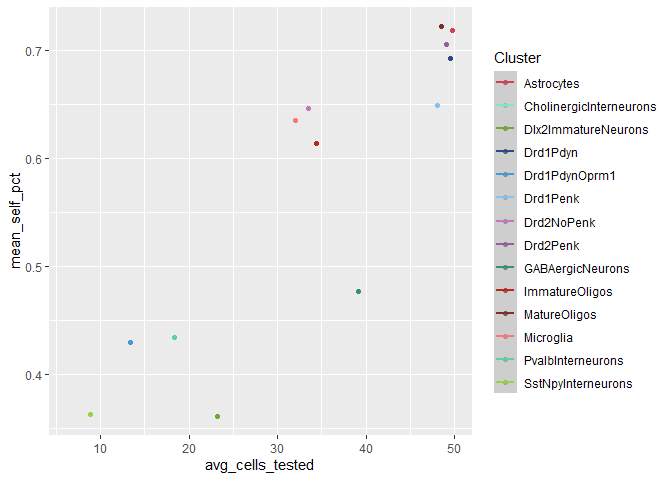 0.7
0.6
0.5
0.4
mean_self_pct
10
20
30
40
50
avg_cells_tested
Cluster
Astrocytes
CholinergicInterneurons
Dlx2ImmatureNeurons
Drd1Pdyn
Drd1PdynOprm1
Drd1Penk
Drd2NoPenk
Drd2Penk
GABAergicNeurons
ImmatureOligos
MatureOligos
Microglia
PvalbInterneurons
SstNpyInterneurons